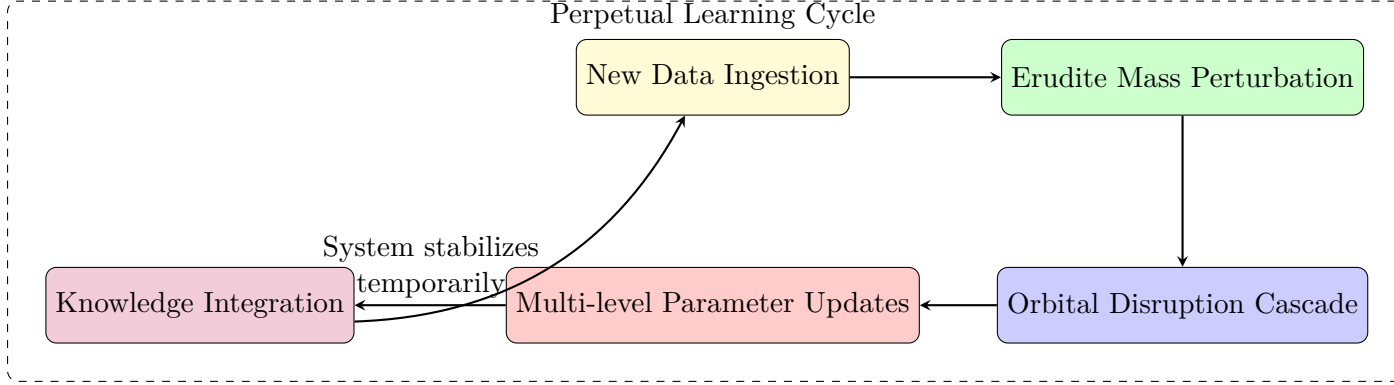 Perpetual Learning Cycle
New Data Ingestion
Erudite Mass Perturbation
System stabilizes
temporarily
Knowledge Integration
Multi-level Parameter Updates
Orbital Disruption Cascade